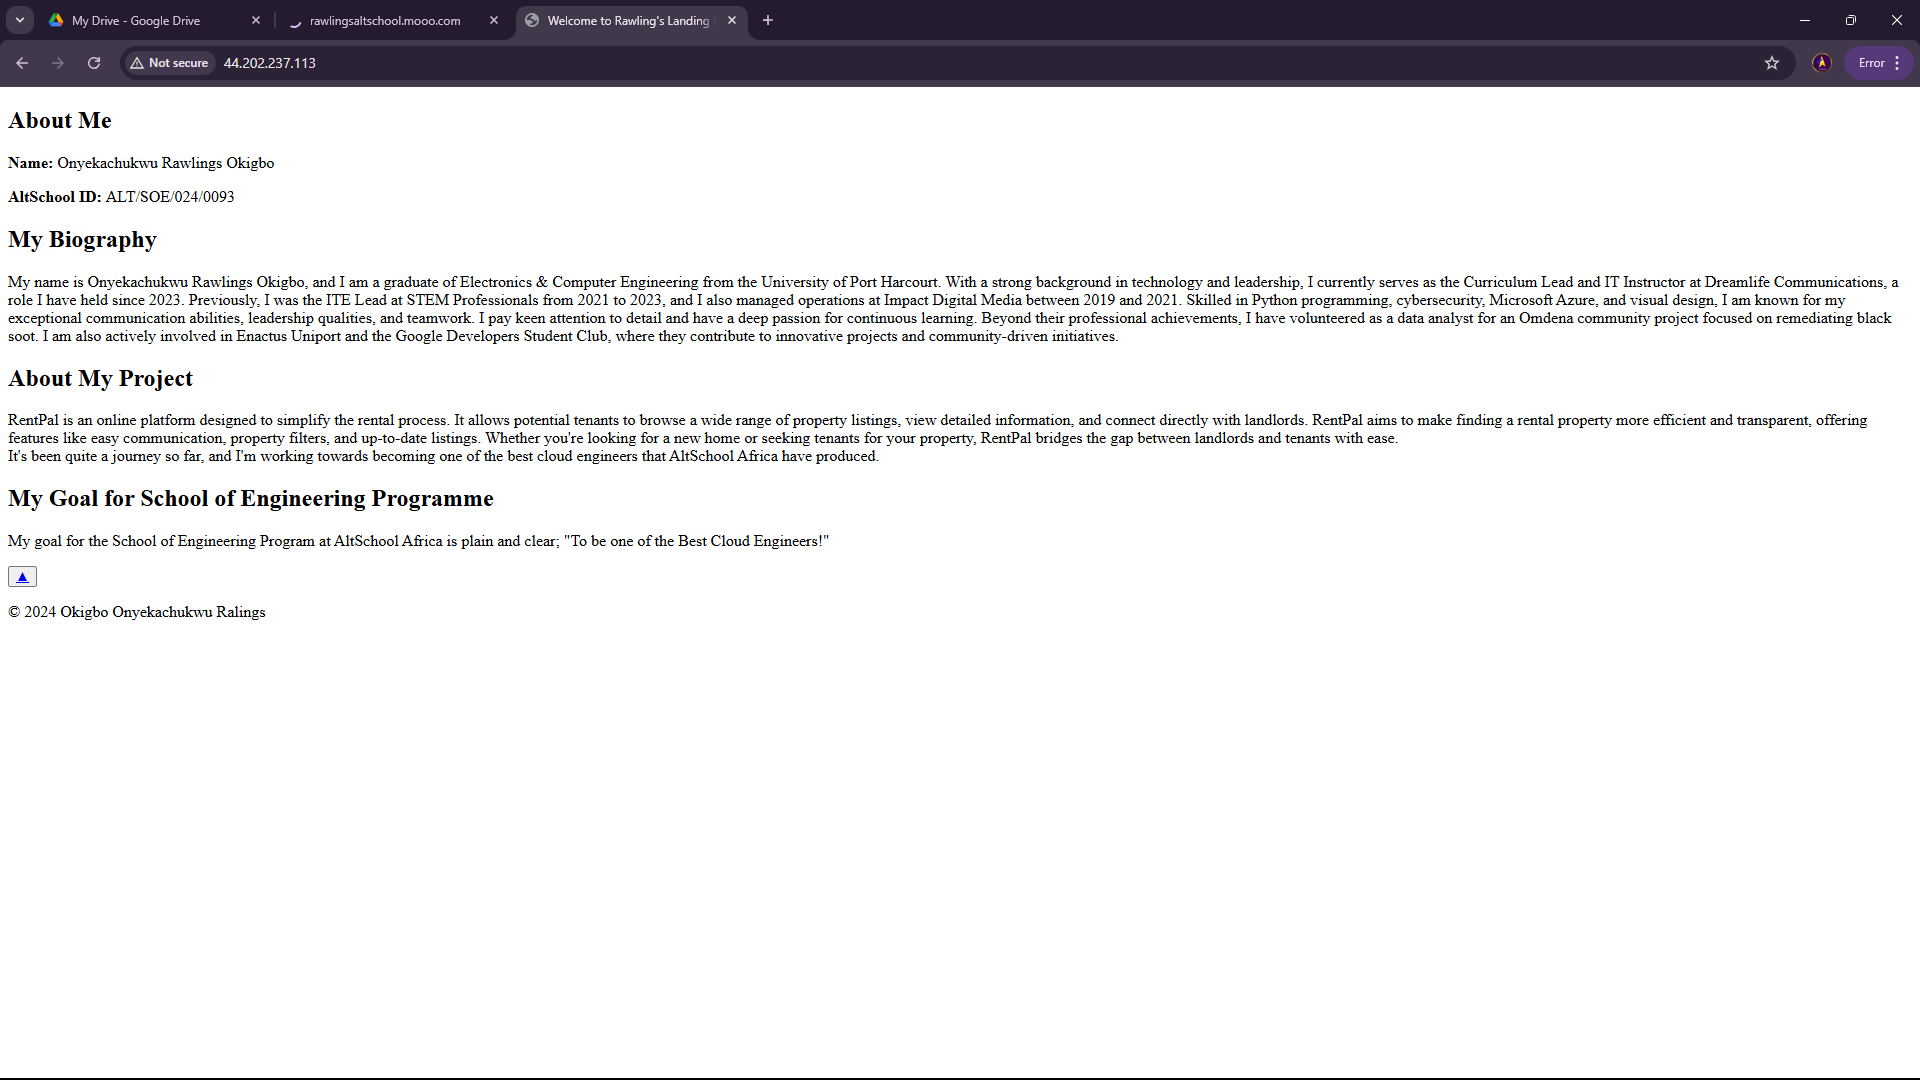 My Drive - Google Drive
rawlingsaltschool.mooo.com
Welcome to Rawling's Landing
Not secure
44.202.237.113
Error
About Me
Name: Onyekachukwu Rawlings Okigbo
AltSchool ID: ALT/SOE/024/0093
My Biography
My name is Onyekachukwu Rawlings Okigbo, and I am a graduate of Electronics & Computer Engineering from the University of Port Harcourt. With a strong background in technology and leadership, I currently serves as the Curriculum Lead and IT Instructor at Dreamlife Communications, a
role I have held since 2023. Previously, I was the ITE Lead at STEM Professionals from 2021 to 2023, and I also managed operations at Impact Digital Media between 2019 and 2021. Skilled in Python programming, cybersecurity, Microsoft Azure, and visual design, I am known for my
exceptional communication abilities, leadership qualities, and teamwork. I pay keen attention to detail and have a deep passion for continuous learning. Beyond their professional achievements, I have volunteered as a data analyst for an Omdena community project focused on remediating black
soot. I am also actively involved in Enactus Uniport and the Google Developers Student Club, where they contribute to innovative projects and community-driven initiatives.
About My Project
RentPal is an online platform designed to simplify the rental process. It allows potential tenants to browse a wide range of property listings, view detailed information, and connect directly with landlords. RentPal aims to make finding a rental property more efficient and transparent, offering
features like easy communication, property filters, and up-to-date listings. Whether you're looking for a new home or seeking tenants for your property, RentPal bridges the gap between landlords and tenants with ease.
It's been quite a journey so far, and I'm working towards becoming one of the best cloud engineers that AltSchool Africa have produced.
My Goal for School of Engineering Programme
My goal for the School of Engineering Program at AltSchool Africa is plain and clear; "To be one of the Best Cloud Engineers!"
▲
© 2024 Okigbo Onyekachukwu Ralings